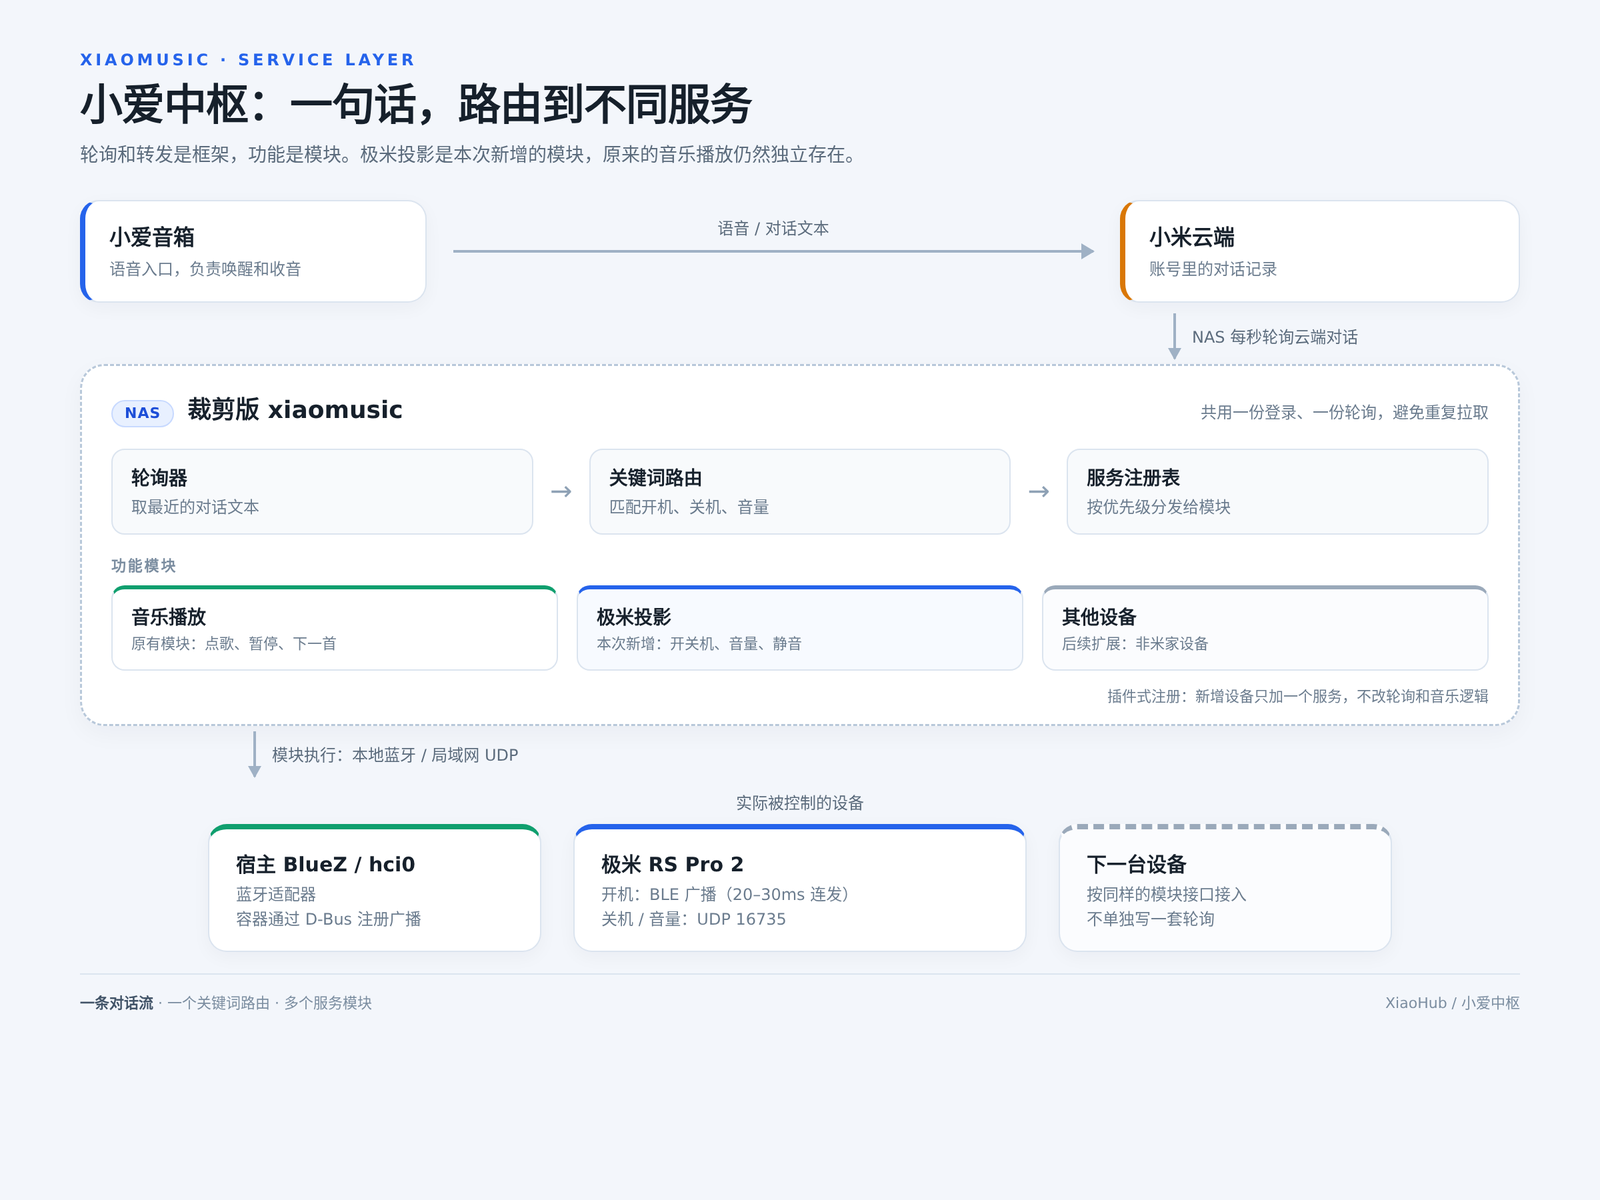 XIAOMUSIC · SERVICE LAYER
小爱中枢：一句话，路由到不同服务
轮询和转发是框架，功能是模块。极米投影是本次新增的模块，原来的音乐播放仍然独立存在。
小爱音箱
语音入口，负责唤醒和收音
语音 / 对话文本
小米云端
账号里的对话记录
NAS 每秒轮询云端对话
NAS
裁剪版 xiaomusic
共用一份登录、一份轮询，避免重复拉取
轮询器
取最近的对话文本
→
关键词路由
匹配开机、关机、音量
→
服务注册表
按优先级分发给模块
功能模块
音乐播放
原有模块：点歌、暂停、下一首
极米投影
本次新增：开关机、音量、静音
其他设备
后续扩展：非米家设备
插件式注册：新增设备只加一个服务，不改轮询和音乐逻辑
模块执行：本地蓝牙 / 局域网 UDP
实际被控制的设备
宿主 BlueZ / hci0
蓝牙适配器
容器通过 D-Bus 注册广播
极米 RS Pro 2
开机：BLE 广播（20–30ms 连发）
关机 / 音量：UDP 16735
下一台设备
按同样的模块接口接入
不单独写一套轮询
一条对话流 · 一个关键词路由 · 多个服务模块
XiaoHub / 小爱中枢